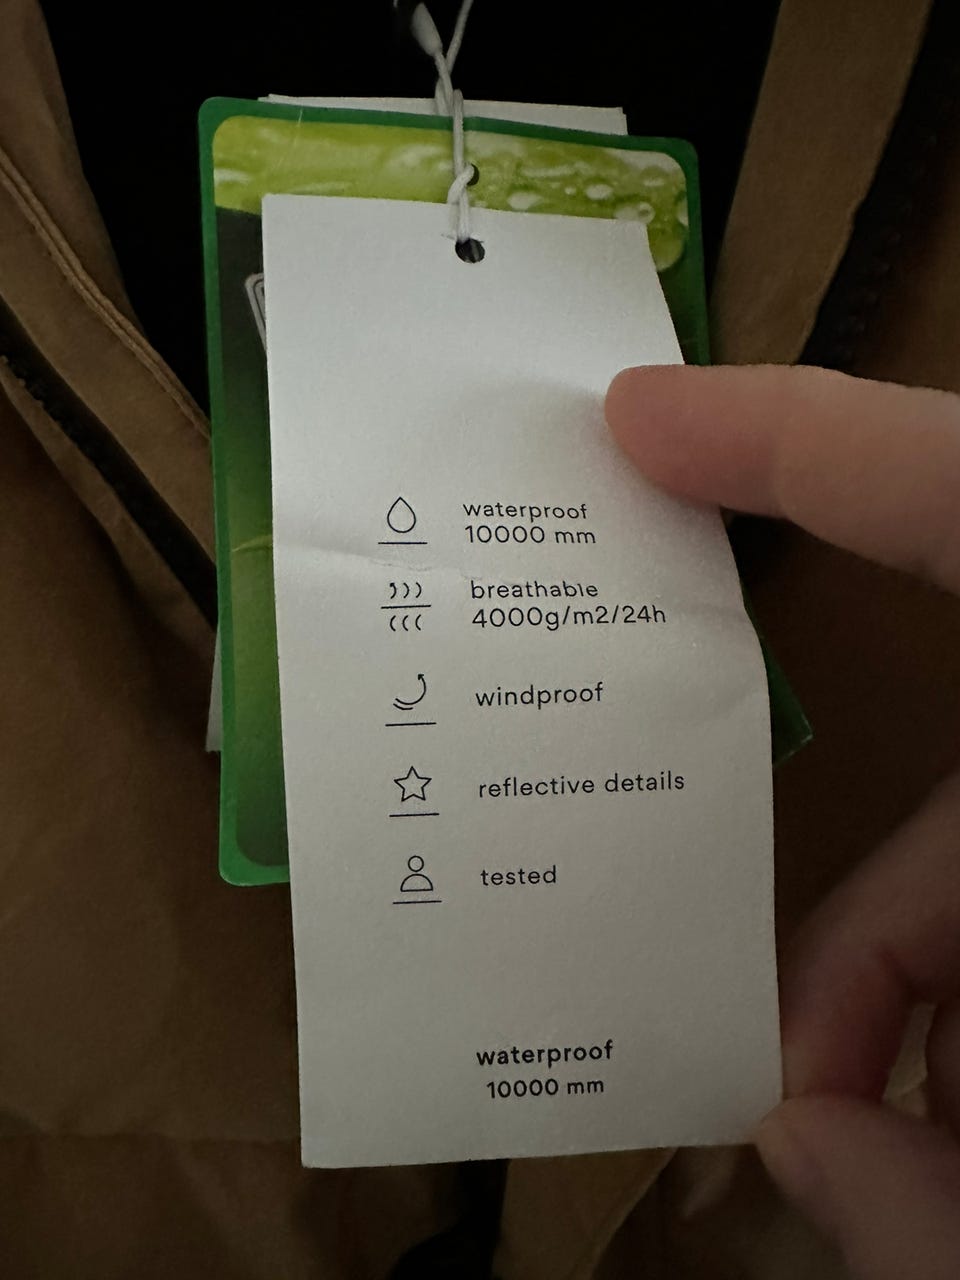 waterproof
10000 mm
breathable
4000g/m2/24h
windproof
reflective details
tested
waterproof
10000 mm